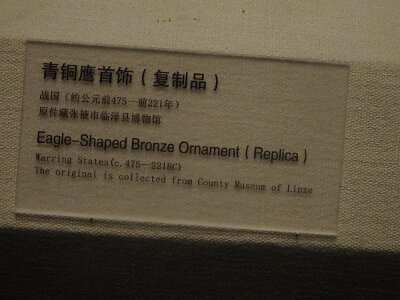 青铜鹰首饰（复制品）
战国（约公元前475—前221年）
原件藏张掖市临泽县博物馆
Eagle-Shaped Bronze Ornament ( Replica )
Warring States(c.475—221BC)
The original is collected from County Museum of Linze